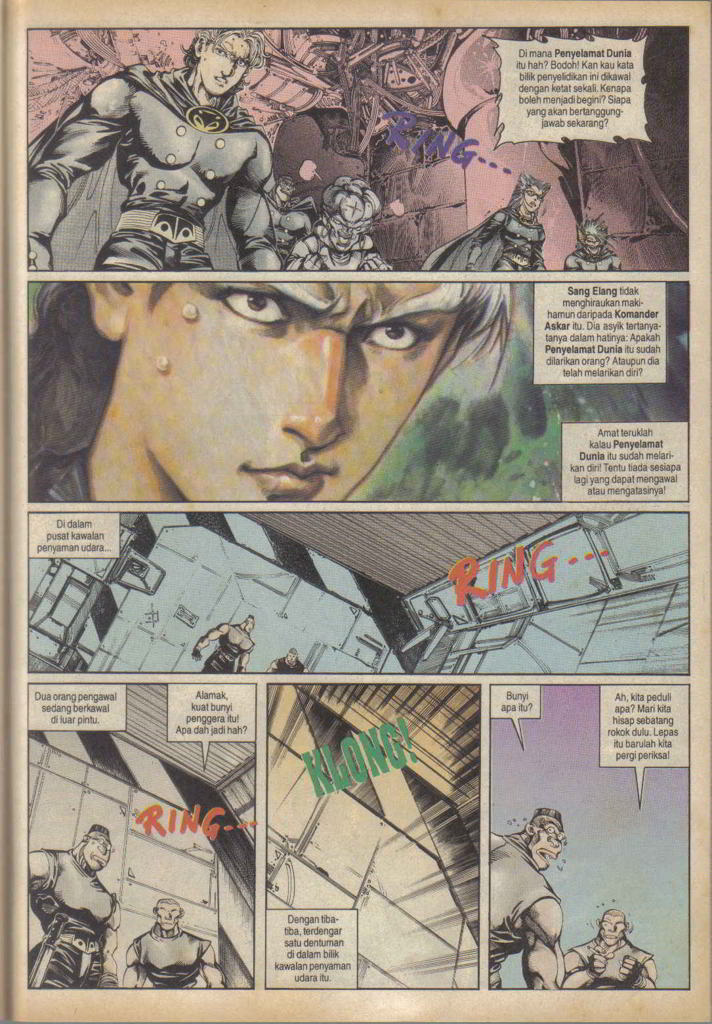 Di mana Penyelamat Dunia
itu hah? Bodoh! Kan kau kata
bilik penyelidikan ini dikawal
dengan ketat sekali. Kenapa
boleh menjadi begini? Siapa
yang akan bertanggung-
jawab sekarang?
RING...
Sang Elang tidak
menghiraukan maki-
hamun daripada Komander
Askar itu. Dia asyik tertanya-
tanya dalam hatinya: Apakah
Penyelamat Dunia itu sudah
dilarikan orang? Ataupun dia
telah melarikan diri?
Amat teruklah
kalau Penyelamat
Dunia itu sudah melari-
kan diri! Tentu tiada sesiapa
lagi yang dapat mengawal
atau mengatasinya!
Di dalam
pusat kawalan
penyaman udara...
RING...
Dua orang pengawal
sedang berkawal
di luar pintu.
Alamak,
kuat bunyi
penggera itu!
Apa dah jadi hah?
RING...
KLONG!
Dengan tiba-
tiba, terdengar
satu dentuman
di dalam bilik
kawalan penyaman
udara itu.
Bunyi
apa itu?
Ah, kita peduli
apa? Mari kita
hisap sebatang
rokok dulu. Lepas
itu barulah kita
pergi periksa!